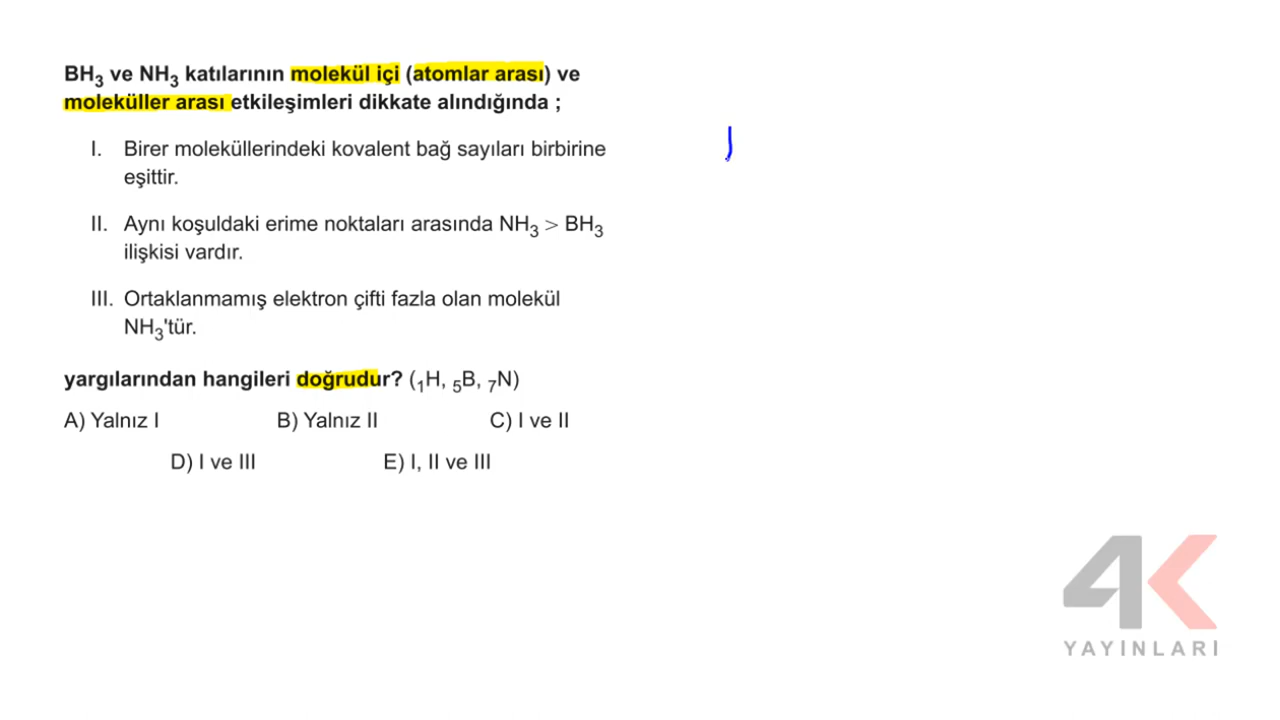 BH3 ve NH3 katılarının molekül içi (atomlar arası) ve
moleküller arası etkileşimleri dikkate alındığında ;
I. Birer moleküllerindeki kovalent bağ sayıları birbirine
eşittir.
II. Aynı koşuldaki erime noktaları arasında NH3 > BH3
ilişkisi vardır.
III. Ortaklanmamış elektron çifti fazla olan molekül
NH3'tür.
yargılarından hangileri doğrudur? (1H, 5B, 7N)
A) Yalnız I B) Yalnız II C) I ve II
D) I ve III E) I, II ve III
4K
YAYINLARI